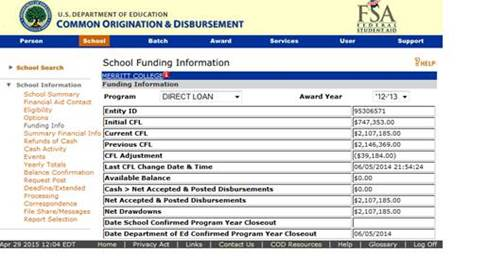 U.S. DEPARTMENT OF EDUCATION
COMMON ORIGINATION & DISBURSEMENT
FSA
FEDERAL
STUDENT AID
Person School Batch Award Services User Support
School Search
School Information
School Summary
Financial Aid Contact
Eligibility
Options
Funding Info
Summary Financial Info
Refunds of Cash
Cash Activity
Events
Yearly Totals
Balance Confirmation
Request Post
Deadline/Extended
Processing
Correspondence
File Share/Messages
Report Selection
School Funding Information
HELP
MERRITT COLLEGE
Funding Information
Program DIRECT LOAN Award Year '12-'13
Entity ID 95306571
Initial CFL $747,353.00
Current CFL $2,107,185.00
Previous CFL $2,146,369.00
CFL Adjustment ($39,184.00)
Last CFL Change Date & Time 06/05/2014 21:54:24
Available Balance $0.00
Cash > Net Accepted & Posted Disbursements $0.00
Net Accepted & Posted Disbursements $2,107,185.00
Net Drawdowns $2,107,185.00
Date School Confirmed Program Year Closeout
Date Department of Ed Confirmed Program Year Closeout 06/05/2014
Apr 29 2015 12:04 EDT Home | Privacy Act | Links | Contact Us | COD Resources | Help | Glossary | Log Off